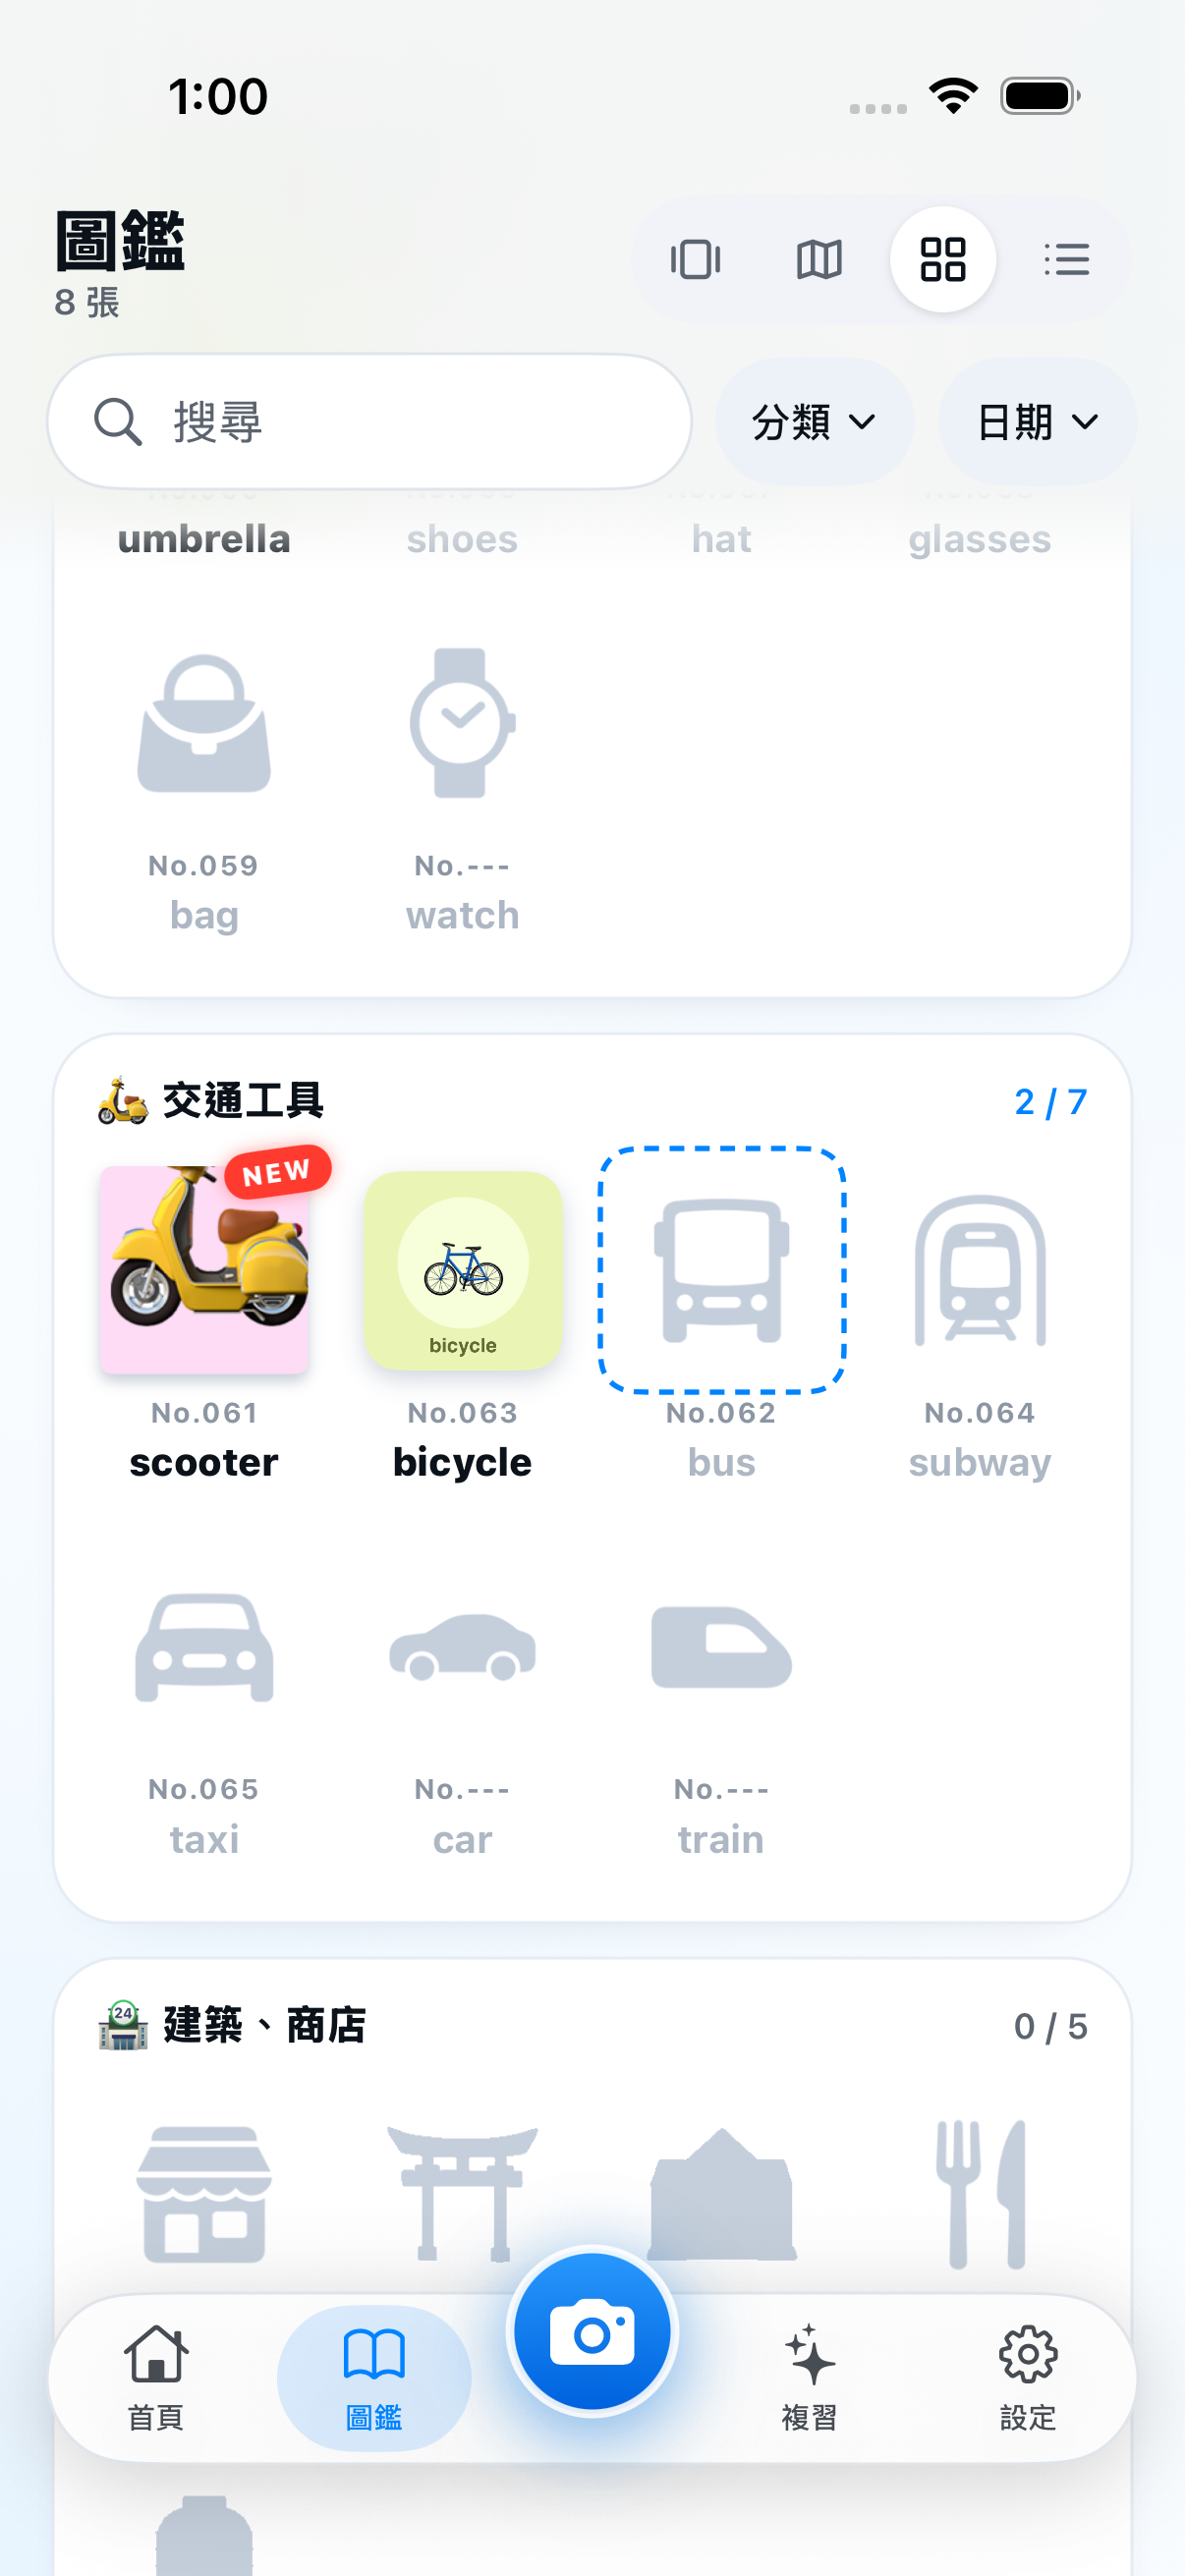 1:00
圖鑑
8 張
搜尋
分類
日期
umbrella shoes hat glasses
No.059 No.---
bag watch
交通工具 2 / 7
NEW
bicycle
No.061 No.063 No.062 No.064
scooter bicycle bus subway
No.065 No.--- No.---
taxi car train
24
建築、商店 0 / 5
首頁 圖鑑 複習 設定